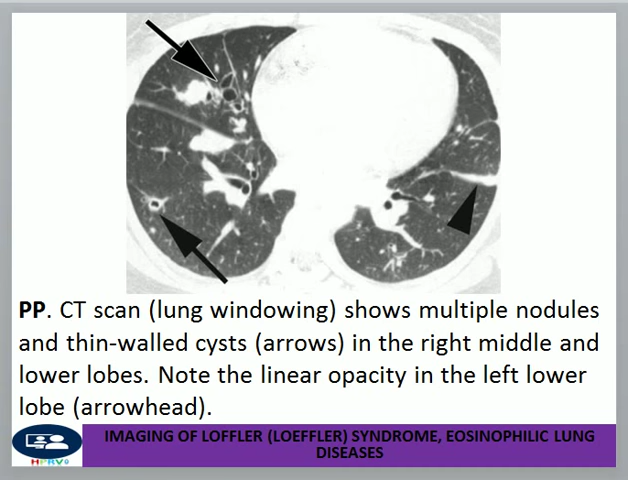 PP. CT scan (lung windowing) shows multiple nodules
and thin-walled cysts (arrows) in the right middle and
lower lobes. Note the linear opacity in the left lower
lobe (arrowhead).
IMAGING OF LOFFLER (LOEFFLER) SYNDROME, EOSINOPHILIC LUNG
DISEASES